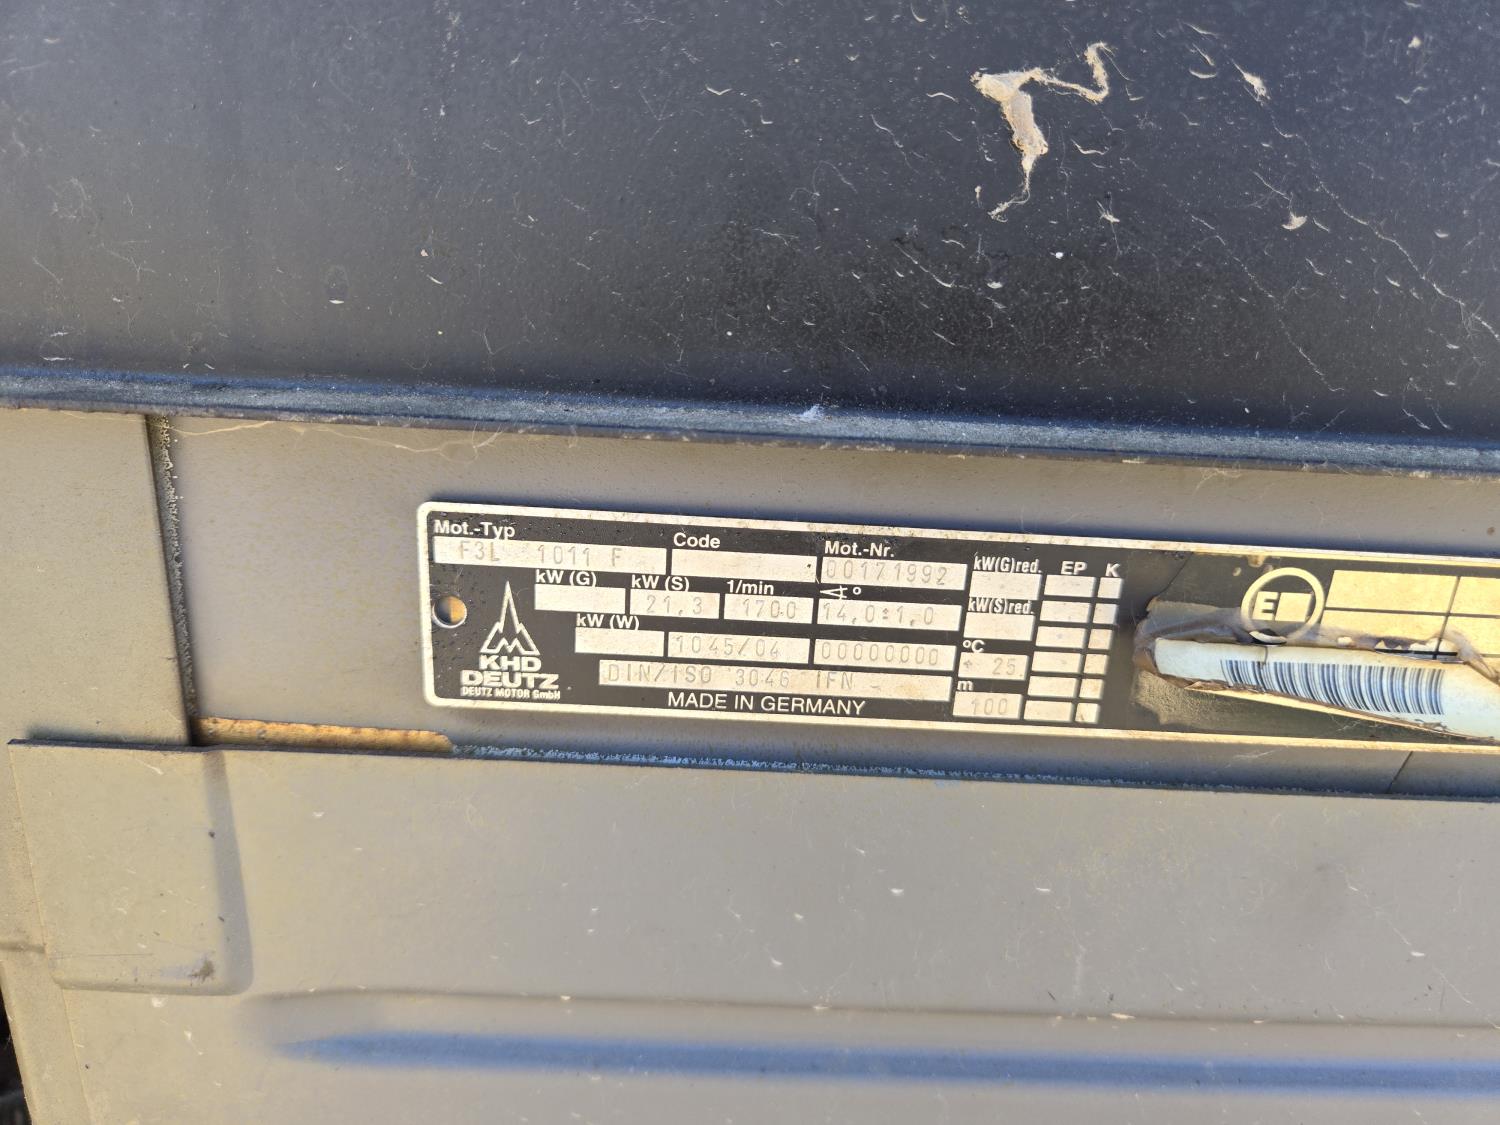 Mot.-Typ Code Mot.-Nr. kW(G)red. EP K
F3L 1011 F 00171992
kW (G) kW (S) 1/min ∢°
21,3 1700 14,0±1,0 kW(S)red.
kW (W)
1045/04 00000000 °C
+ 25
DIN/ISO 3046 IFN m
100
KHD
DEUTZ
DEUTZ MOTOR GmbH
MADE IN GERMANY
E